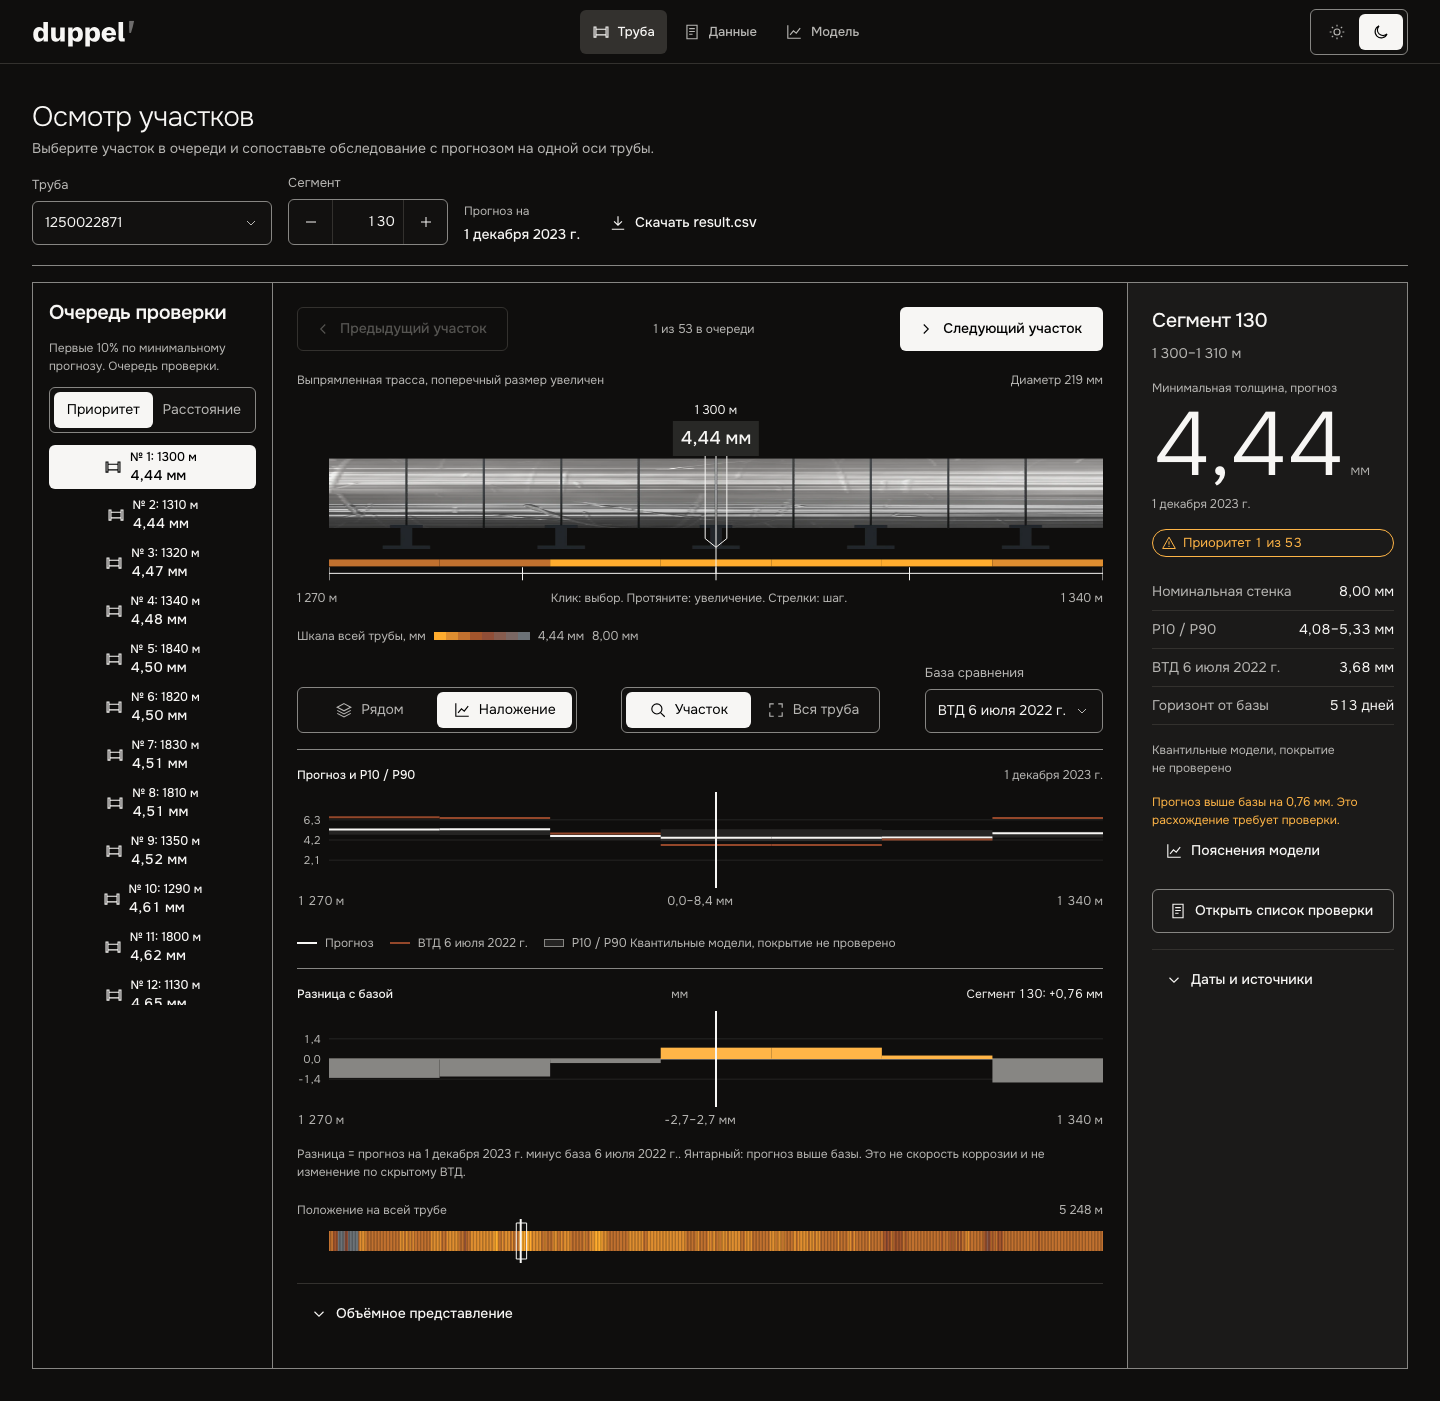 duppel'
Труба
Данные
Модель
Осмотр участков
Выберите участок в очереди и сопоставьте обследование с прогнозом на одной оси трубы.
Труба
1250022871
Сегмент
130
Прогноз на
1 декабря 2023 г.
Скачать result.csv
Очередь проверки
Первые 10% по минимальному
прогнозу. Очередь проверки.
Приоритет
Расстояние
№ 1: 1300 м
4,44 мм
№ 2: 1310 м
4,44 мм
№ 3: 1320 м
4,47 мм
№ 4: 1340 м
4,48 мм
№ 5: 1840 м
4,50 мм
№ 6: 1820 м
4,50 мм
№ 7: 1830 м
4,51 мм
№ 8: 1810 м
4,51 мм
№ 9: 1350 м
4,52 мм
№ 10: 1290 м
4,61 мм
№ 11: 1800 м
4,62 мм
№ 12: 1130 м
4,65 мм
Предыдущий участок
1 из 53 в очереди
Следующий участок
Выпрямленная трасса, поперечный размер увеличен
Диаметр 219 мм
1 300 м
4,44 мм
1 270 м
Клик: выбор. Протяните: увеличение. Стрелки: шаг.
1 340 м
Шкала всей трубы, мм
4,44 мм 8,00 мм
Рядом
Наложение
Участок
Вся труба
База сравнения
ВТД 6 июля 2022 г.
Прогноз и P10 / P90
1 декабря 2023 г.
6,3
4,2
2,1
1 270 м
0,0–8,4 мм
1 340 м
Прогноз
ВТД 6 июля 2022 г.
P10 / P90 Квантильные модели, покрытие не проверено
Разница с базой
мм
Сегмент 130: +0,76 мм
1,4
0,0
-1,4
1 270 м
-2,7–2,7 мм
1 340 м
Разница = прогноз на 1 декабря 2023 г. минус база 6 июля 2022 г.. Янтарный: прогноз выше базы. Это не скорость коррозии и не
изменение по скрытому ВТД.
Положение на всей трубе
5 248 м
Объёмное представление
Сегмент 130
1 300–1 310 м
Минимальная толщина, прогноз
4,44 мм
1 декабря 2023 г.
Приоритет 1 из 53
Номинальная стенка
8,00 мм
P10 / P90
4,08–5,33 мм
ВТД 6 июля 2022 г.
3,68 мм
Горизонт от базы
513 дней
Квантильные модели, покрытие
не проверено
Прогноз выше базы на 0,76 мм. Это
расхождение требует проверки.
Пояснения модели
Открыть список проверки
Даты и источники